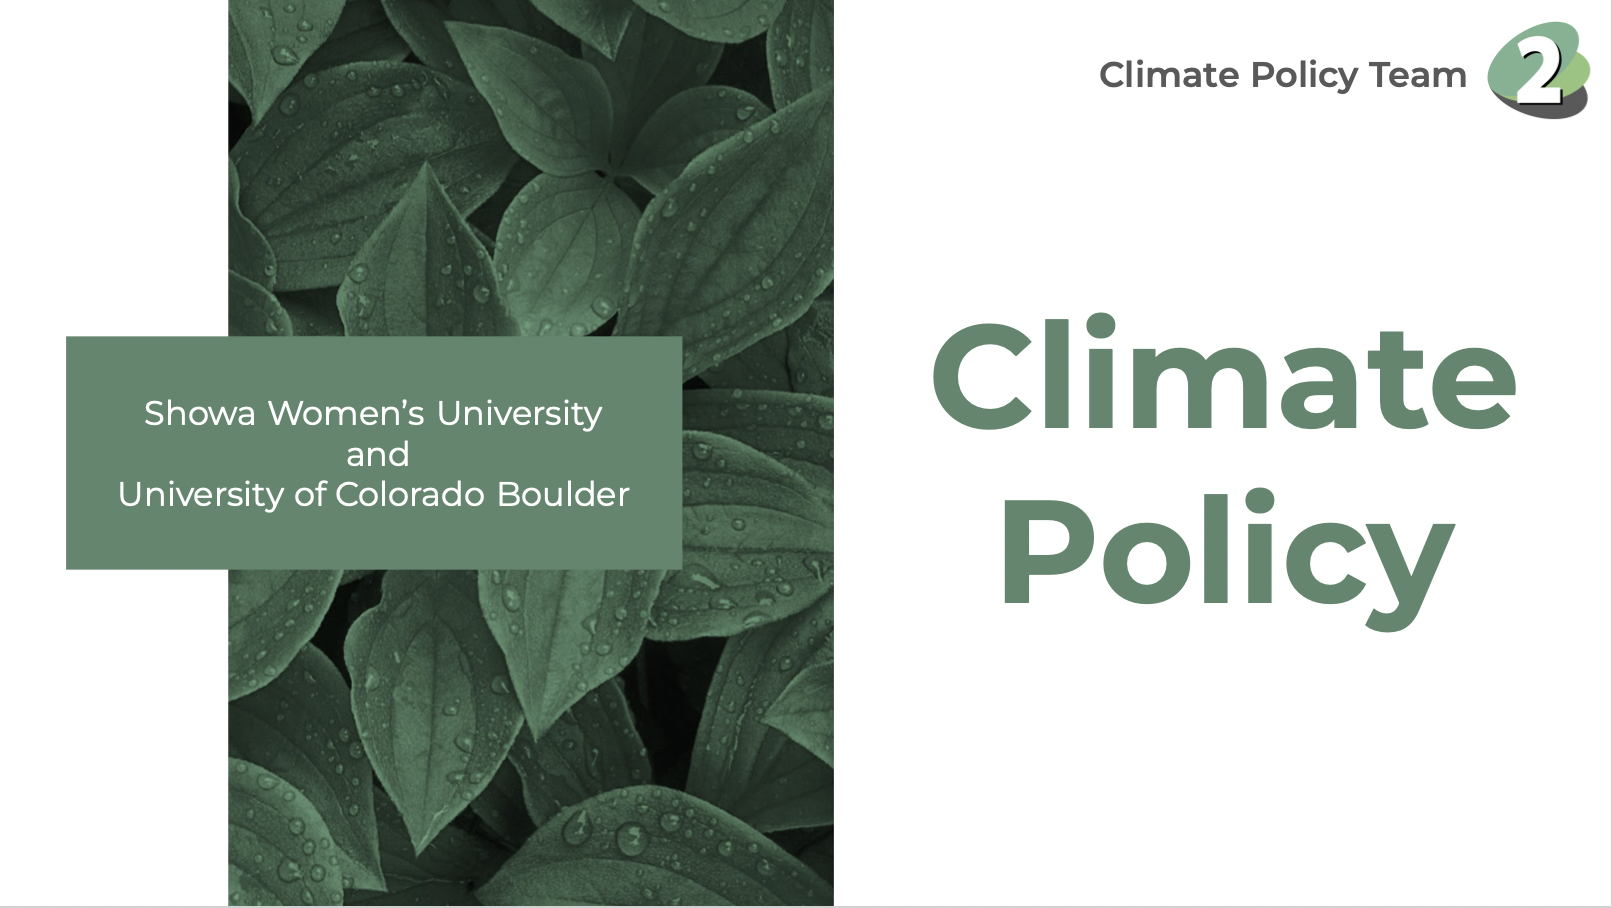 Climate Policy Team 2
Showa Women’s University
and
University of Colorado Boulder
Climate
Policy